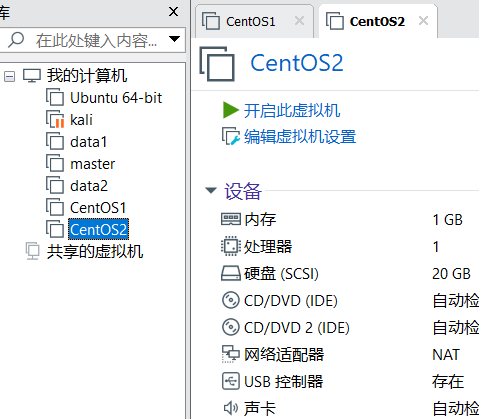 库
CentOS1
CentOS2
在此处键入内容...
我的计算机
Ubuntu 64-bit
kali
data1
master
data2
CentOS1
CentOS2
共享的虚拟机
CentOS2
开启此虚拟机
编辑虚拟机设置
设备
内存 1 GB
处理器 1
硬盘 (SCSI) 20 GB
CD/DVD (IDE) 自动检
CD/DVD 2 (IDE) 自动检
网络适配器 NAT
USB 控制器 存在
声卡 自动检